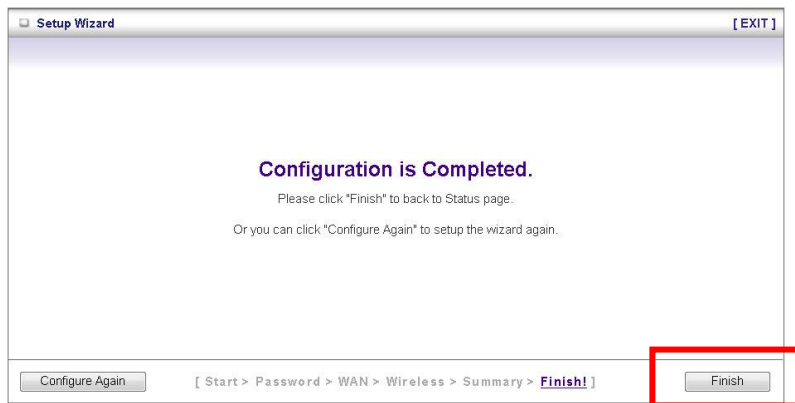 Setup Wizard [ EXIT ]
Configuration is Completed.
Please click "Finish" to back to Status page.
Or you can click "Configure Again" to setup the wizard again.
Configure Again [ Start > Password > WAN > Wireless > Summary > Finish! ] Finish